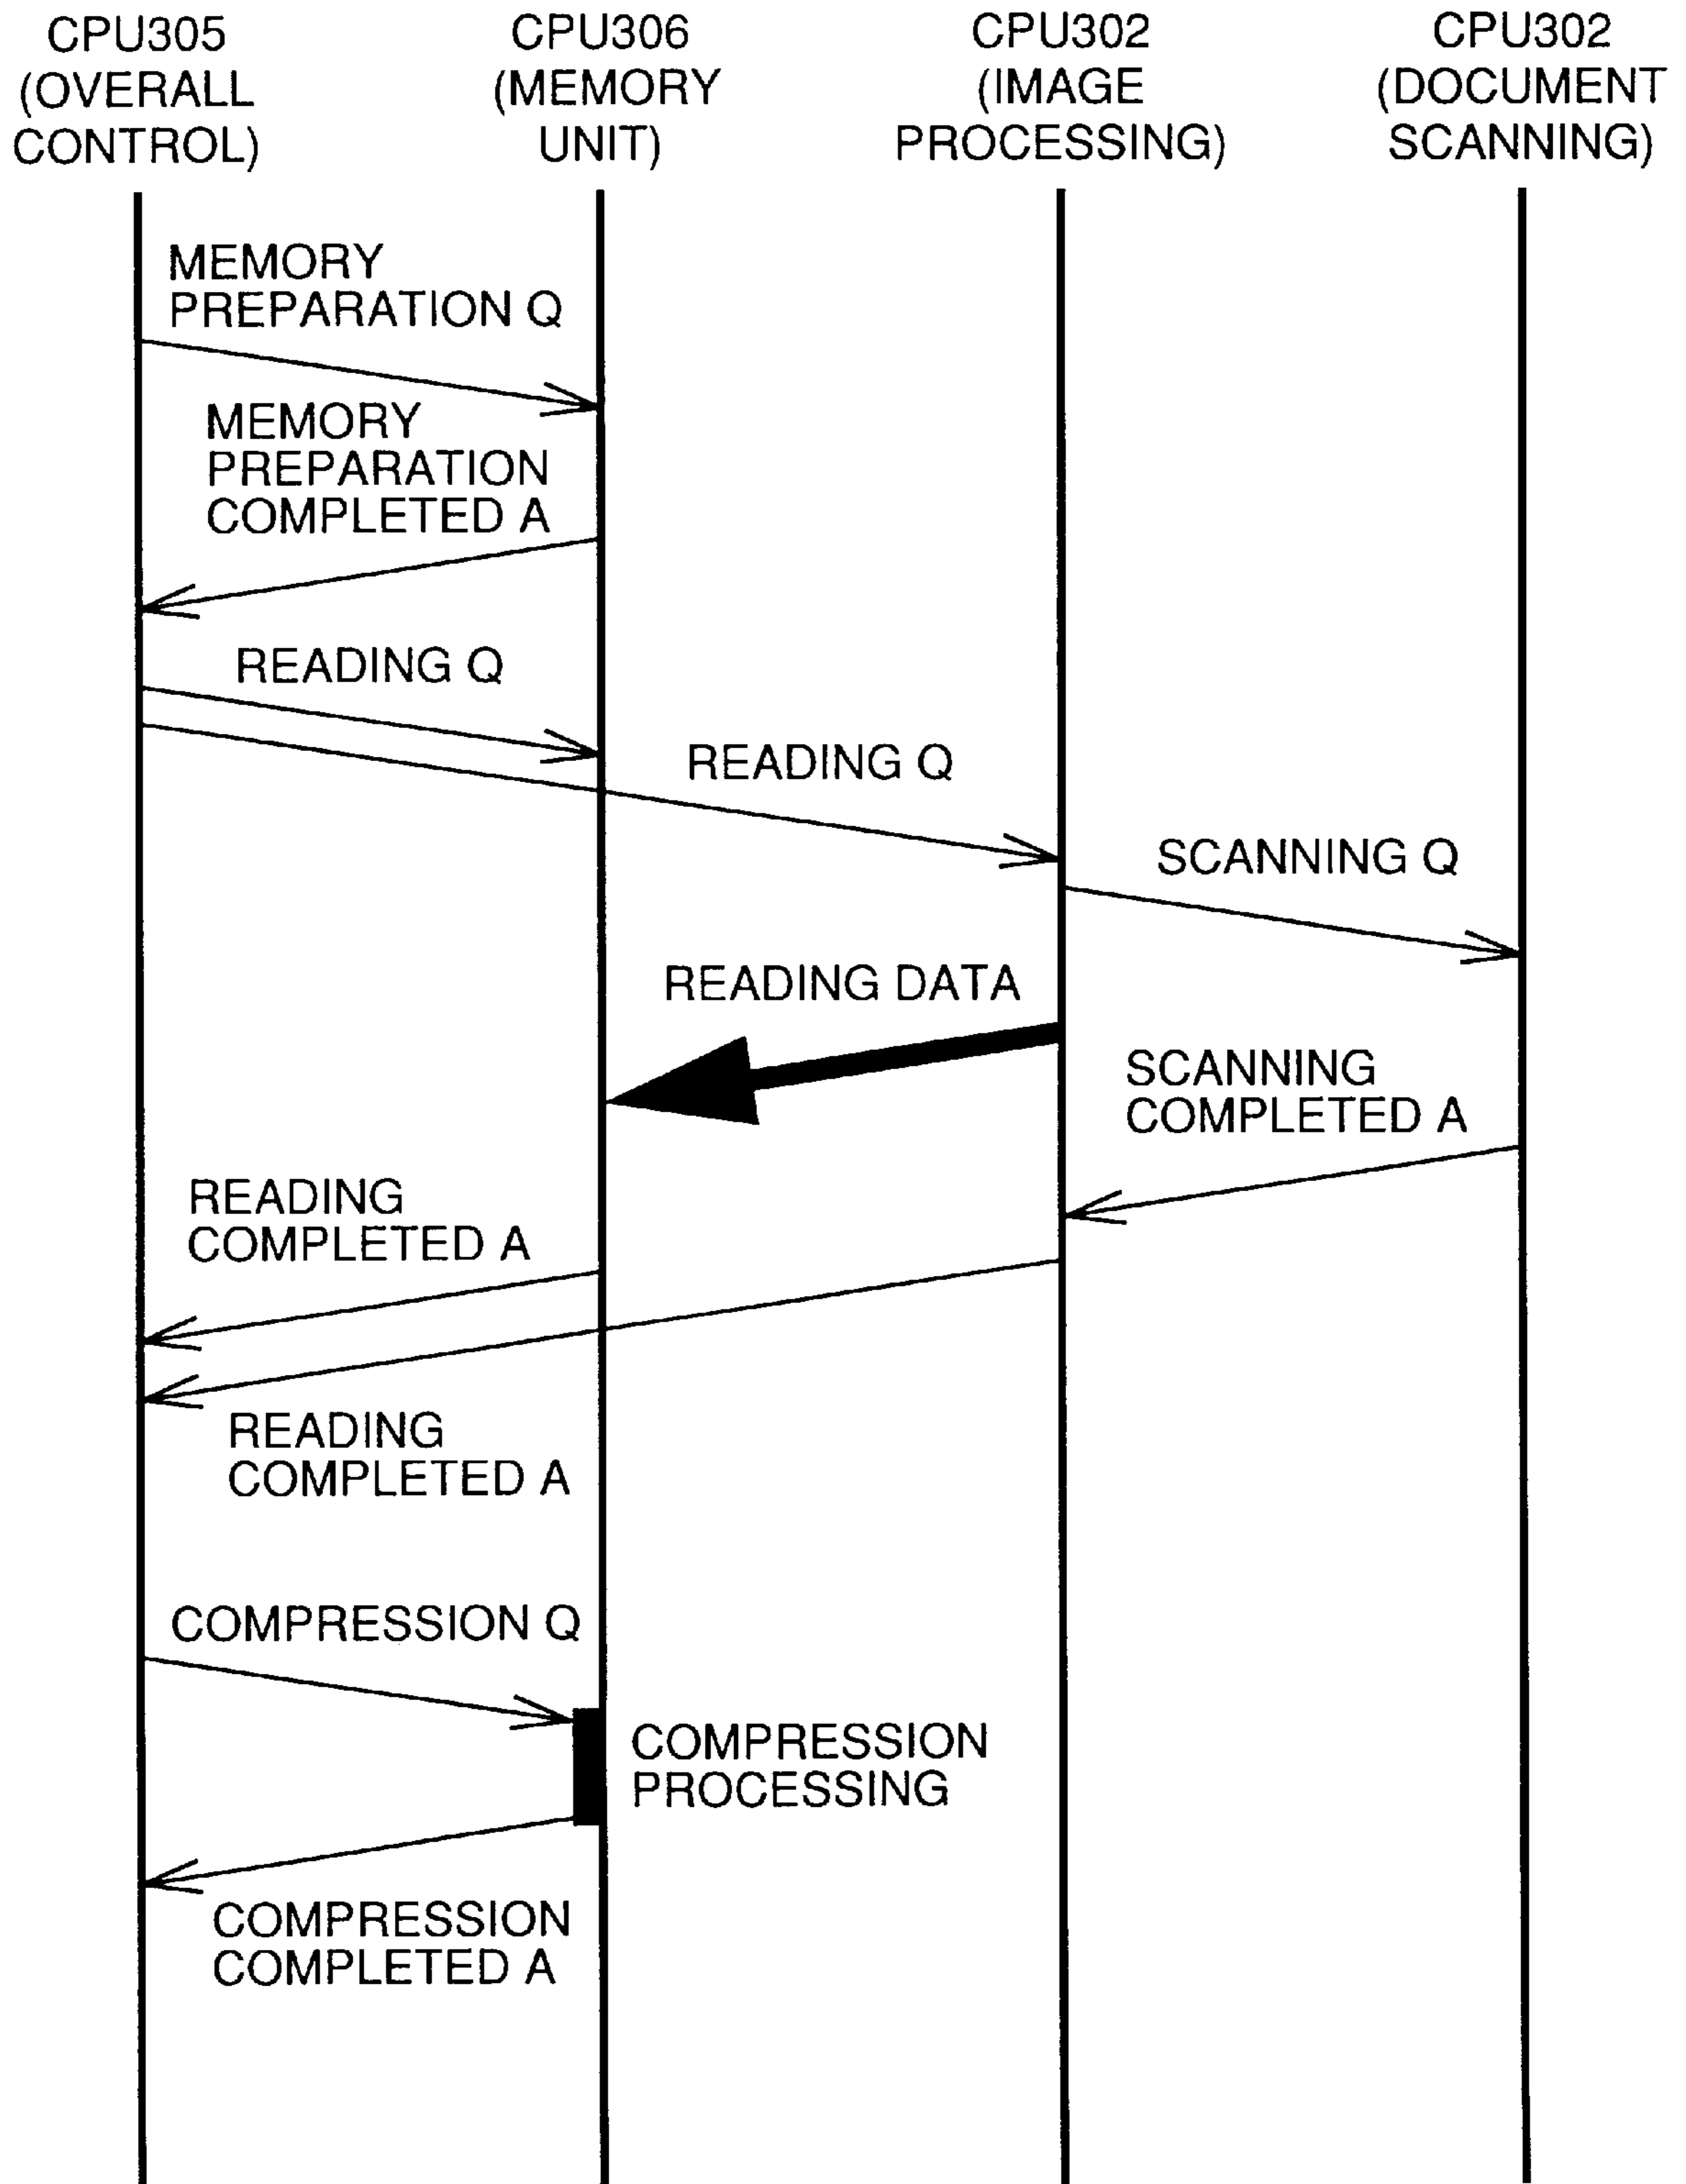 CPU305
(OVERALL
CONTROL)
CPU306
(MEMORY
UNIT)
CPU302
(IMAGE
PROCESSING)
CPU302
(DOCUMENT
SCANNING)
MEMORY
PREPARATION Q
MEMORY
PREPARATION
COMPLETED A
READING Q
READING Q
SCANNING Q
READING DATA
SCANNING
COMPLETED A
READING
COMPLETED A
READING
COMPLETED A
COMPRESSION Q
COMPRESSION
PROCESSING
COMPRESSION
COMPLETED A